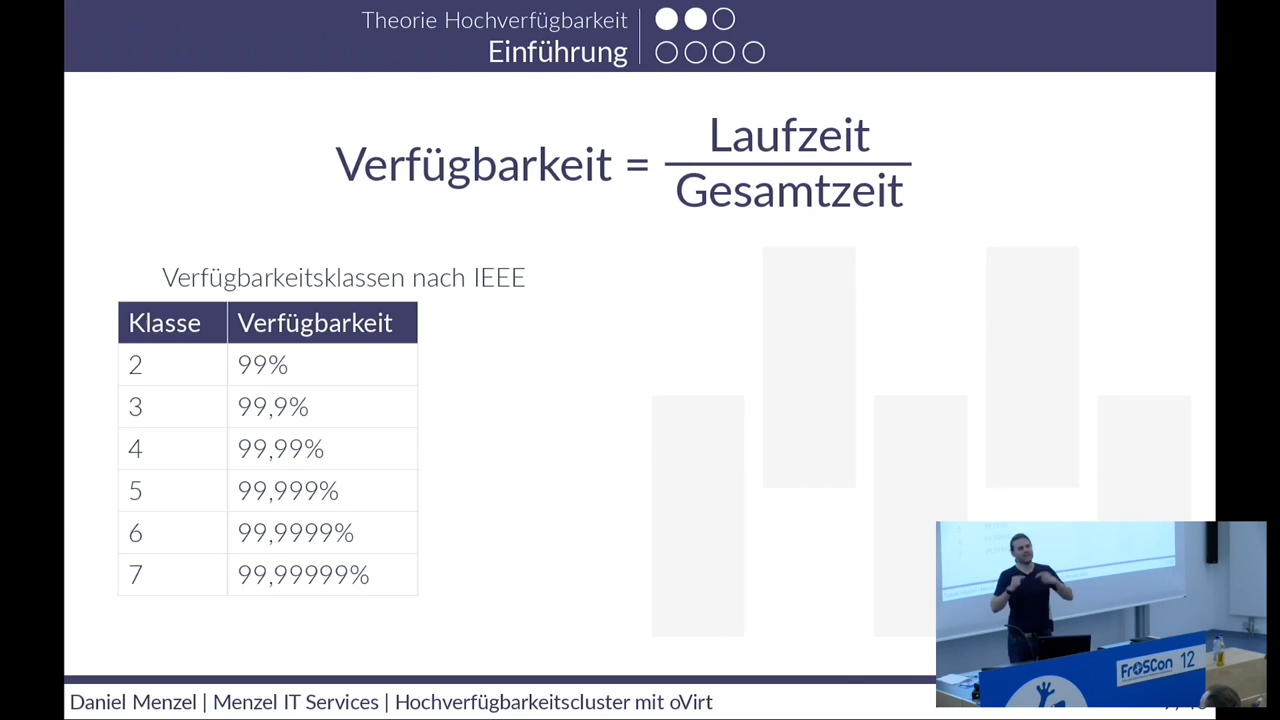 Theorie Hochverfügbarkeit
Einführung
Verfügbarkeit = Laufzeit
Gesamtzeit
Verfügbarkeitsklassen nach IEEE
Klasse Verfügbarkeit
2 99%
3 99,9%
4 99,99%
5 99,999%
6 99,9999%
7 99,99999%
FrOSCon 12
Daniel Menzel | Menzel IT Services | Hochverfügbarkeitscluster mit oVirt